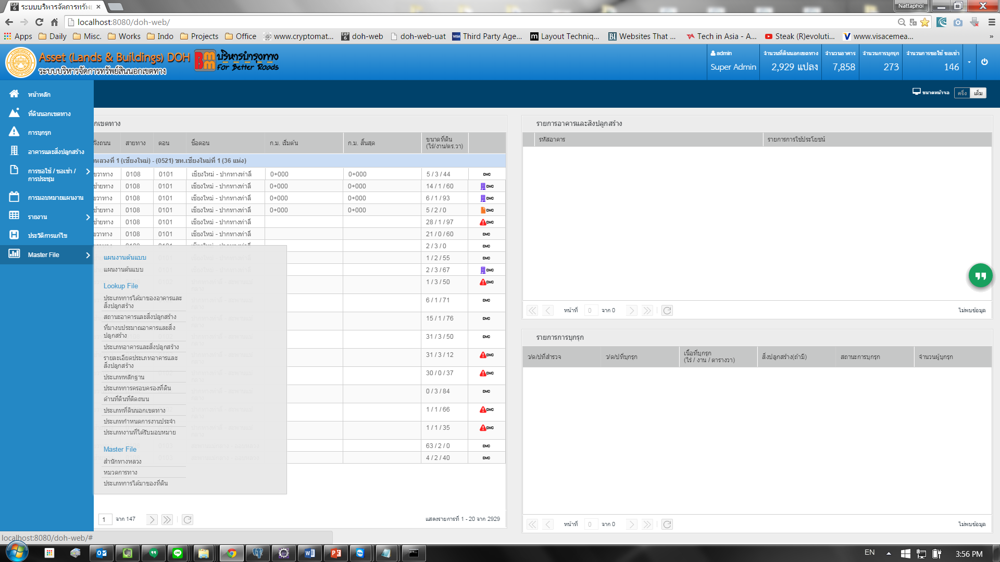 ระบบบริหารจัดการทรัพย
Nattaphol
localhost:8080/doh-web/
Apps Daily Misc. Works Indo Projects Office www.cryptomat... doh-web doh-web-uat Third Party Age... Layout Techniq... Websites That ... Tech in Asia - A... Steak (R)evoluti... www.visacemea... »
Asset (Lands & Buildings) DOH
ระบบบริหารจัดการทรัพย์สินนอกเขตทาง
บริหารบำรุงทาง
For Better Roads
admin
Super Admin
จำนวนที่ดินนอกเขตทาง
2,929 แปลง
จำนวนอาคาร
7,858
จำนวนการบุกรุก
273
จำนวนการขอใช้ ขอเช่า
146
ขนาดหน้าจอ ครึ่ง เต็ม
หน้าหลัก
ที่ดินนอกเขตทาง
การบุกรุก
อาคารและสิ่งปลูกสร้าง
การขอใช้ / ขอเช่า /
การประชุม
การมอบหมายแผนงาน
รายงาน
ประวัติการแก้ไข
Master File
กเขตทาง
ฝั่งถนน สายทาง ตอน ชื่อตอน ก.ม. เริ่มต้น ก.ม. สิ้นสุด ขนาดที่ดิน
(ไร่/งาน/ตร.วา)
หลวงที่ 1 (เชียงใหม่) - (0521) ขท.เชียงใหม่ที่ 1 (36 แห่ง)
ขวาทาง 0108 0101 เชียงใหม่ - ปากทางท่าลี่ 0+000 0+000 5 / 3 / 44 DMC
ซ้ายทาง 0108 0101 เชียงใหม่ - ปากทางท่าลี่ 0+000 0+000 14 / 1 / 60 DMC
ขวาทาง 0108 0101 เชียงใหม่ - ปากทางท่าลี่ 0+000 0+000 6 / 1 / 93 DMC
ซ้ายทาง 0108 0101 เชียงใหม่ - ปากทางท่าลี่ 0+000 0+000 5 / 2 / 0 DMC
ซ้ายทาง 0108 0101 เชียงใหม่ - ปากทางท่าลี่ 28 / 1 / 97 DMC
ขวาทาง 0108 0101 เชียงใหม่ - ปากทางท่าลี่ 21 / 0 / 60 DMC
2 / 3 / 0 DMC
1 / 2 / 55 DMC
2 / 3 / 67 DMC
1 / 3 / 50 DMC
6 / 1 / 71 DMC
15 / 1 / 76 DMC
31 / 3 / 50 DMC
31 / 3 / 12 DMC
30 / 0 / 37 DMC
0 / 3 / 84 DMC
1 / 1 / 66 DMC
1 / 1 / 35 DMC
63 / 2 / 0 DMC
4 / 2 / 40 DMC
แผนงานต้นแบบ
แผนงานต้นแบบ
Lookup File
ประเภทการได้มาของอาคารและ
สิ่งปลูกสร้าง
สถานะอาคารและสิ่งปลูกสร้าง
ที่มางบประมาณอาคารและสิ่ง
ปลูกสร้าง
ประเภทอาคารและสิ่งปลูกสร้าง
รายละเอียดประเภทอาคารและ
สิ่งปลูกสร้าง
ประเภทหลักฐาน
ประเภทการครอบครองที่ดิน
ด้านที่ดินที่ติดถนน
ประเภทที่ดินนอกเขตทาง
ประเภทกำหนดการงานประจำ
ประเภทงานที่ได้รับมอบหมาย
Master File
สำนักทางหลวง
หมวดการทาง
ประเภทการได้มาของที่ดิน
1 จาก 147
แสดงรายการที่ 1 - 20 จาก 2929
รายการอาคารและสิ่งปลูกสร้าง
รหัสอาคาร รายการการใช้ประโยชน์
หน้าที่ 0 จาก 0
ไม่พบข้อมูล
รายการการบุกรุก
ว/ด/ปที่สำรวจ ว/ด/ปที่บุกรุก เนื้อที่บุกรุก
(ไร่ / งาน / ตารางวา) สิ่งปลูกสร้าง(ถ้ามี) สถานะการบุกรุก จำนวนผู้บุกรุก
หน้าที่ 0 จาก 0
ไม่พบข้อมูล
localhost:8080/doh-web/#
EN
3:56 PM